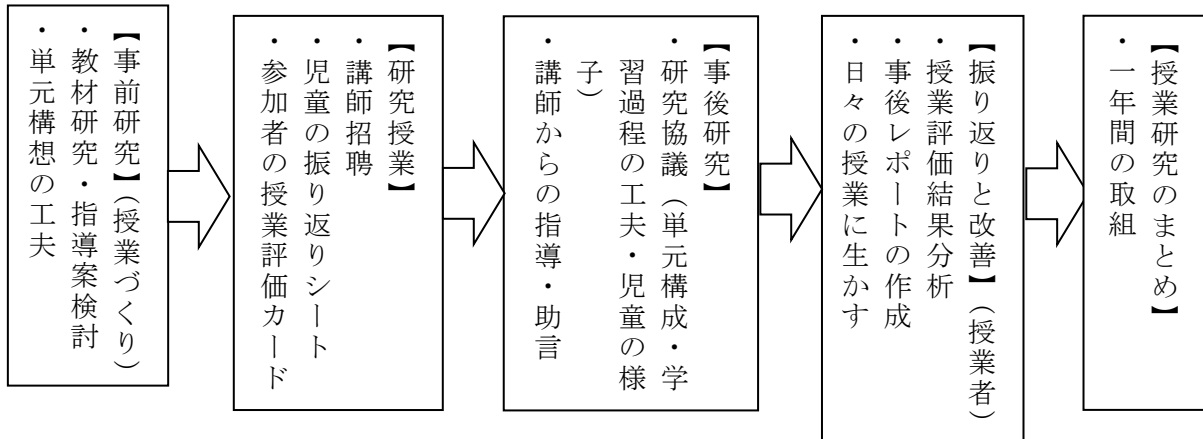 【事前研究】(授業づくり)
・教材研究・指導案検討
・単元構想の工夫
【研究授業】
・講師招聘
・児童の振り返りシート
・参加者の授業評価カード
【事後研究】
・研究協議(単元構成・学
習過程の工夫・児童の様
子)
・講師からの指導・助言
【振り返りと改善】(授業者)
・授業評価結果分析
・事後レポートの作成
・日々の授業に生かす
【授業研究のまとめ】
・一年間の取組